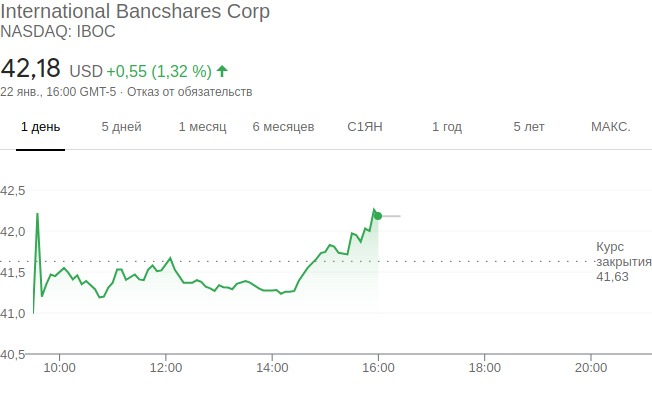 International Bancshares Corp
NASDAQ: IBOC
42,18 USD +0,55 (1,32 %)
22 янв., 16:00 GMT-5 · Отказ от обязательств
1 день 5 дней 1 месяц 6 месяцев С1ЯН 1 год 5 лет МАКС.
42,5
42,0
Курс
закрытия
41,5
41,63
41,0
40,5
10:00 12:00 14:00 16:00 18:00 20:00